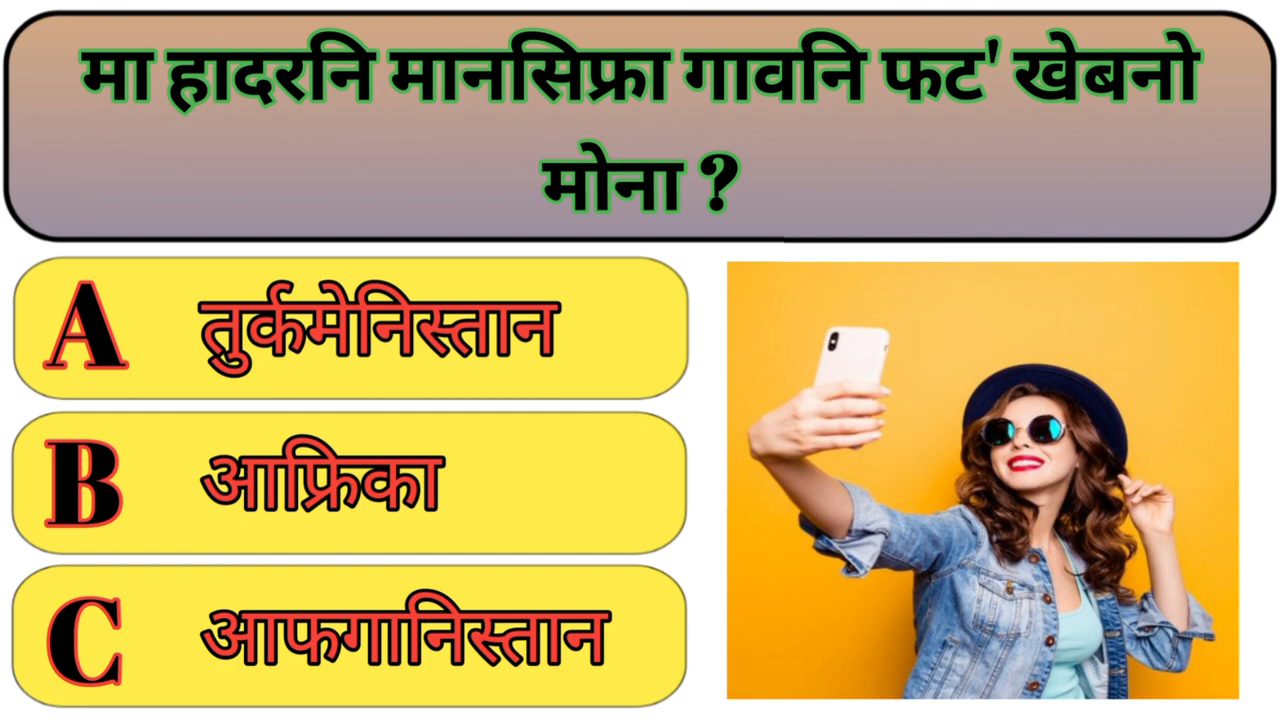 मा हादरनि मानसिफ्रा गावनि फट' खेबनो
मोना ?
A तुर्कमेनिस्तान
B आफ्रिका
C आफगानिस्तान